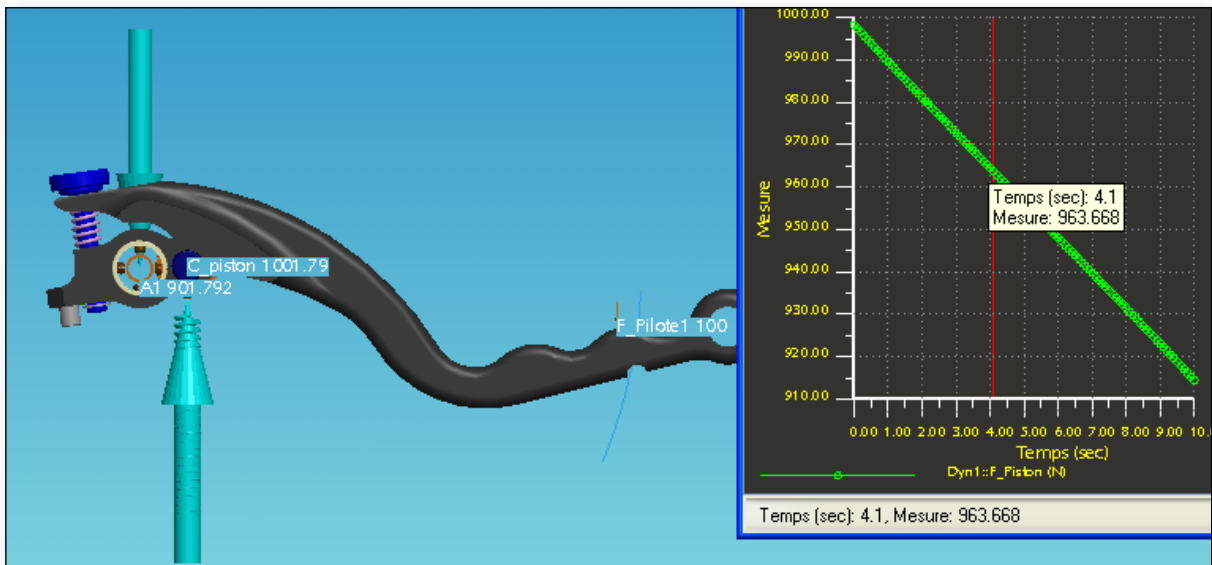 C_piston 1001.79
A1 901.792
F_Pilote1 100
1000.00
990.00
980.00
970.00
960.00
950.00
940.00
930.00
920.00
910.00
Mesure
Temps (sec): 4.1
Mesure: 963.668
0.00 1.00 2.00 3.00 4.00 5.00 6.00 7.00 8.00 9.00 10.0
Temps (sec)
Dyn1::F_Piston (N)
Temps (sec): 4.1, Mesure: 963.668